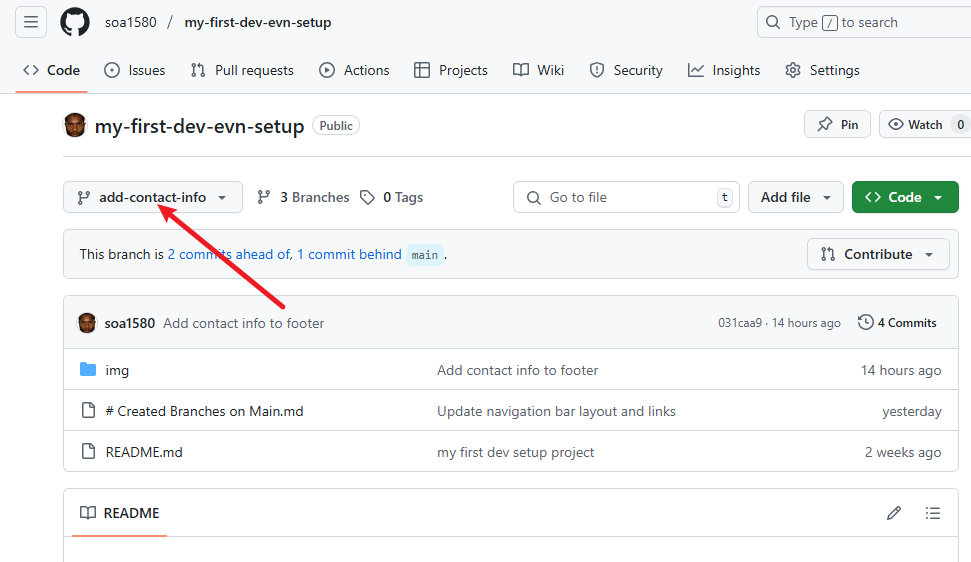 soa1580 / my-first-dev-evn-setup
Type / to search
Code Issues Pull requests Actions Projects Wiki Security Insights Settings
my-first-dev-evn-setup Public Pin Watch 0
add-contact-info 3 Branches 0 Tags Go to file t Add file Code
This branch is 2 commits ahead of, 1 commit behind main . Contribute
soa1580 Add contact info to footer 031caa9 · 14 hours ago 4 Commits
img Add contact info to footer 14 hours ago
# Created Branches on Main.md Update navigation bar layout and links yesterday
README.md my first dev setup project 2 weeks ago
README